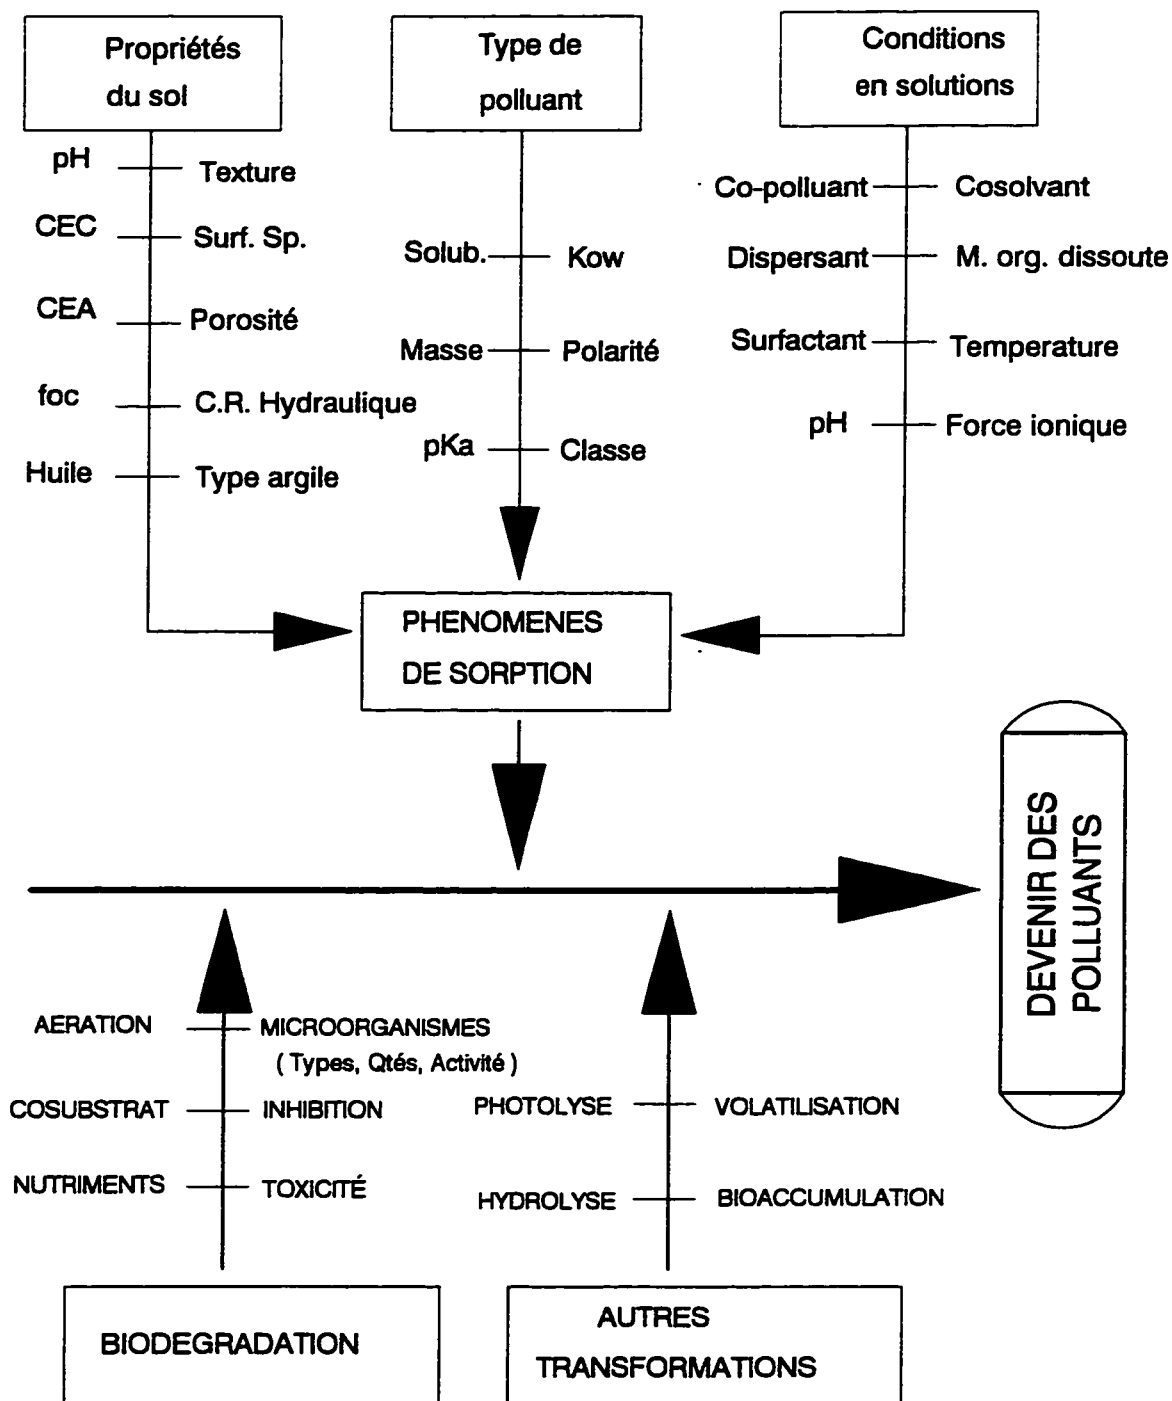 Propriétés
du sol
Type de
polluant
Conditions
en solutions
pH
Texture
CEC
Surf. Sp.
CEA
Porosité
foc
C.R. Hydraulique
Huile
Type argile
Solub.
Kow
Masse
Polarité
pKa
Classe
Co-polluant
Cosolvant
Dispersant
M. org. dissoute
Surfactant
Temperature
pH
Force ionique
PHENOMENES
DE SORPTION
DEVENIR DES
POLLUANTS
AERATION
MICROORGANISMES
( Types, Qtés, Activité )
COSUBSTRAT
INHIBITION
NUTRIMENTS
TOXICITÉ
PHOTOLYSE
VOLATILISATION
HYDROLYSE
BIOACCUMULATION
BIODEGRADATION
AUTRES
TRANSFORMATIONS